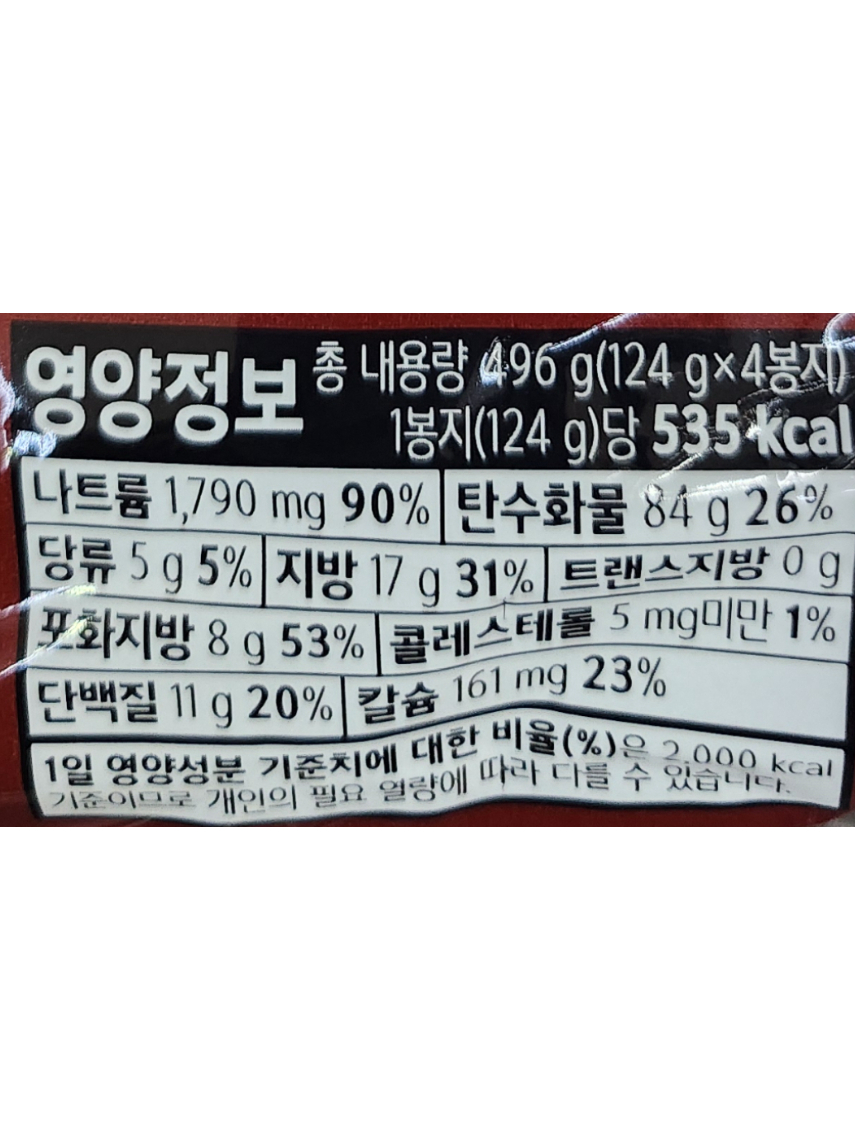 영양정보 총 내용량 496 g(124 g×4봉지)
1봉지(124 g)당 535 kcal
나트륨 1,790 mg 90% 탄수화물 84 g 26%
당류 5 g 5% 지방 17 g 31% 트랜스지방 0 g
포화지방 8 g 53% 콜레스테롤 5 mg미만 1%
단백질 11 g 20% 칼슘 161 mg 23%
1일 영양성분 기준치에 대한 비율(%)은 2,000 kcal
기준이므로 개인의 필요 열량에 따라 다를 수 있습니다.